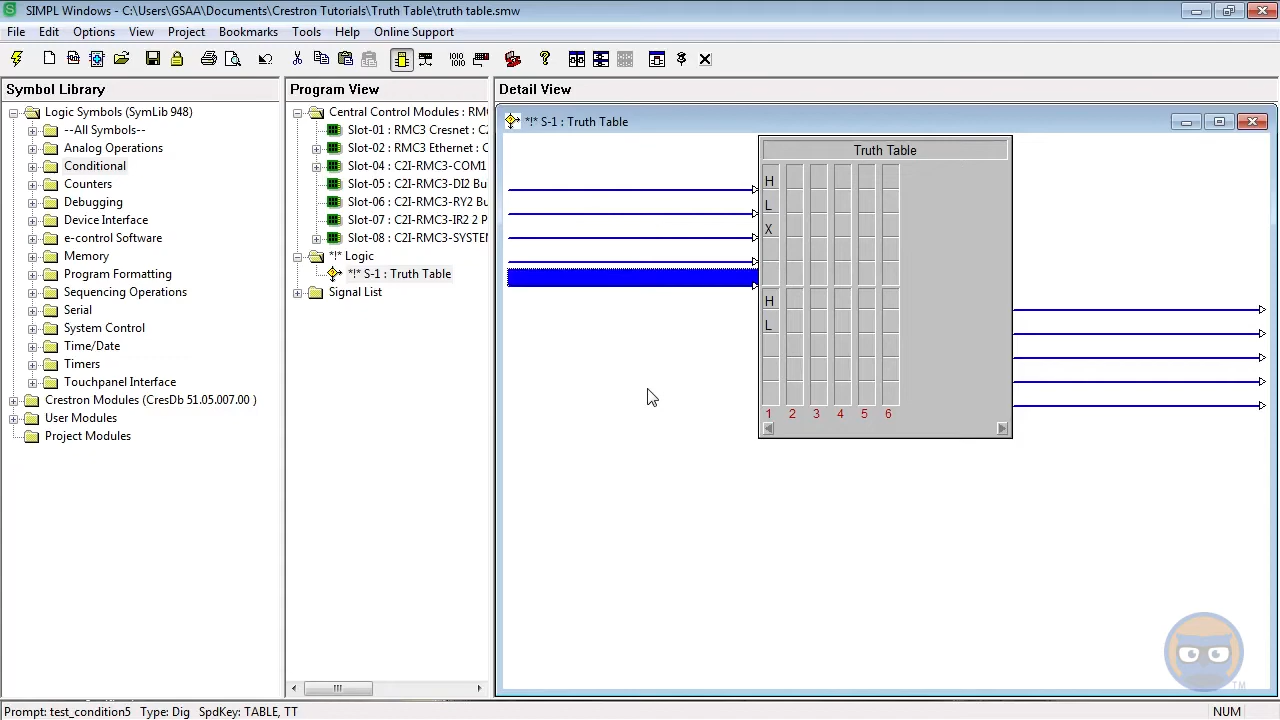 SIMPL Windows - C:\Users\GSAA\Documents\Crestron Tutorials\Truth Table\truth table.smw
File Edit Options View Project Bookmarks Tools Help Online Support
Symbol Library
Logic Symbols (SymLib 948)
--All Symbols--
Analog Operations
Conditional
Counters
Debugging
Device Interface
e-control Software
Memory
Program Formatting
Sequencing Operations
Serial
System Control
Time/Date
Timers
Touchpanel Interface
Crestron Modules (CresDb 51.05.007.00 )
User Modules
Project Modules
Program View
Central Control Modules : RMC
Slot-01 : RMC3 Cresnet : C2
Slot-02 : RMC3 Ethernet : C
Slot-04 : C2I-RMC3-COM1
Slot-05 : C2I-RMC3-DI2 Bu
Slot-06 : C2I-RMC3-RY2 Bu
Slot-07 : C2I-RMC3-IR2 2 P
Slot-08 : C2I-RMC3-SYSTEM
*!* Logic
*!* S-1 : Truth Table
Signal List
Detail View
*!* S-1 : Truth Table
Truth Table
H
L
X
H
L
1 2 3 4 5 6
TM
Prompt: test_condition5 Type: Dig SpdKey: TABLE, TT
NUM